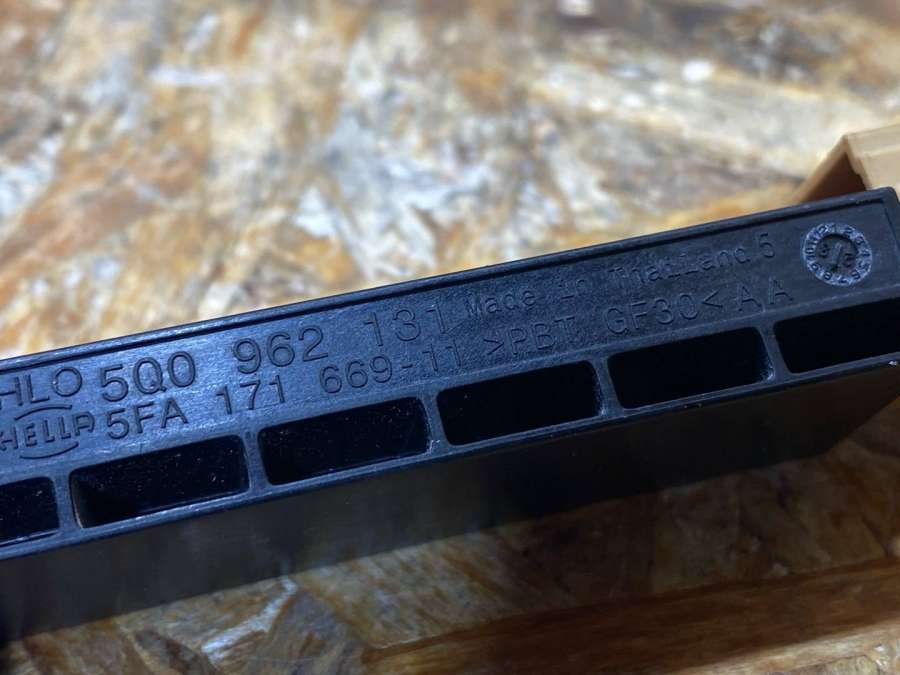 HLO 5Q0 962 131 Made in Thailand 5
HELLA 5FA 171 669-11 >PBT GF30< AA